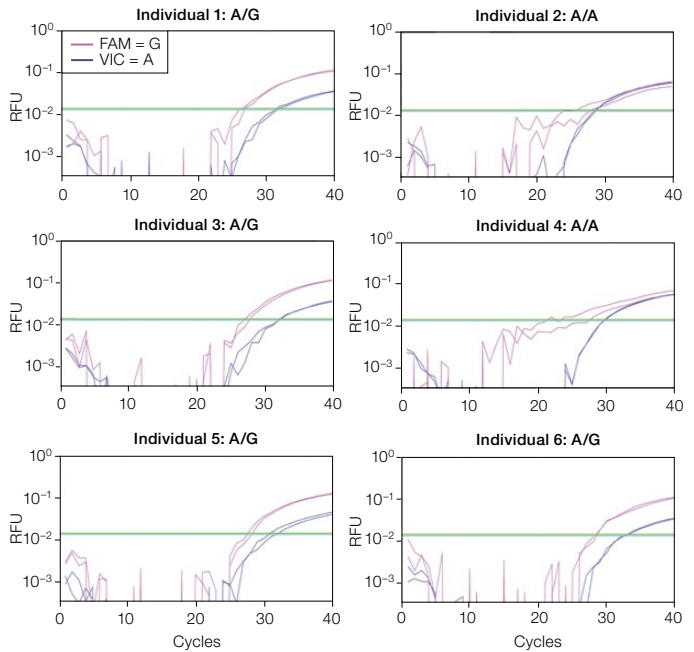 Individual 1: A/G
Individual 2: A/A
FAM = G
VIC = A
RFU
10⁰
10⁻¹
10⁻²
10⁻³
0 10 20 30 40
RFU
10⁰
10⁻¹
10⁻²
10⁻³
0 10 20 30 40
Individual 3: A/G
Individual 4: A/A
RFU
10⁰
10⁻¹
10⁻²
10⁻³
0 10 20 30 40
RFU
10⁰
10⁻¹
10⁻²
10⁻³
0 10 20 30 40
Individual 5: A/G
Individual 6: A/G
RFU
10⁰
10⁻¹
10⁻²
10⁻³
0 10 20 30 40
Cycles
RFU
10⁰
10⁻¹
10⁻²
10⁻³
0 10 20 30 40
Cycles